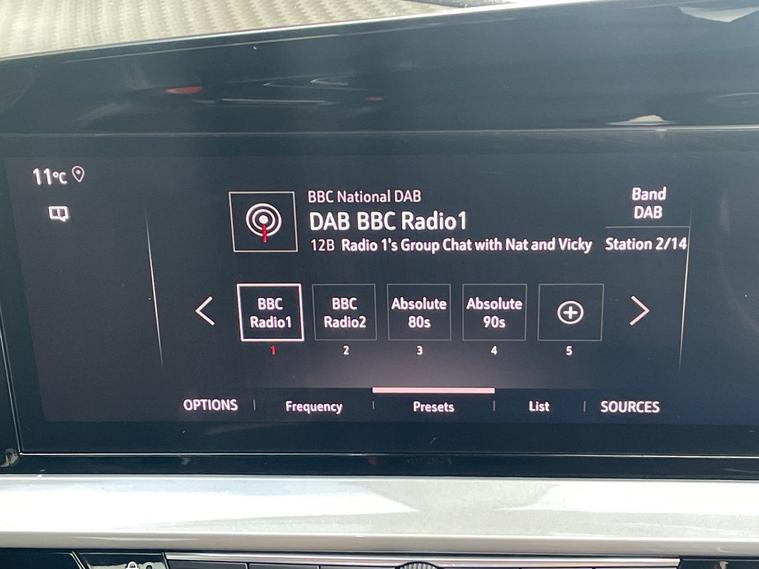 11°C
BBC National DAB
DAB BBC Radio1
12B Radio 1's Group Chat with Nat and Vicky
Band
DAB
Station 2/14
BBC
Radio1
BBC
Radio2
Absolute
80s
Absolute
90s
1
2
3
4
5
OPTIONS
Frequency
Presets
List
SOURCES